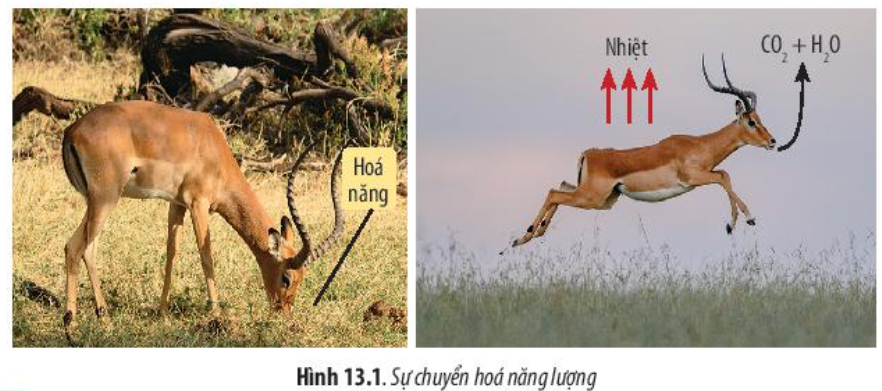 Hoá
năng
Nhiệt
CO₂ + H₂O
Hình 13.1. Sự chuyển hoá năng lượng